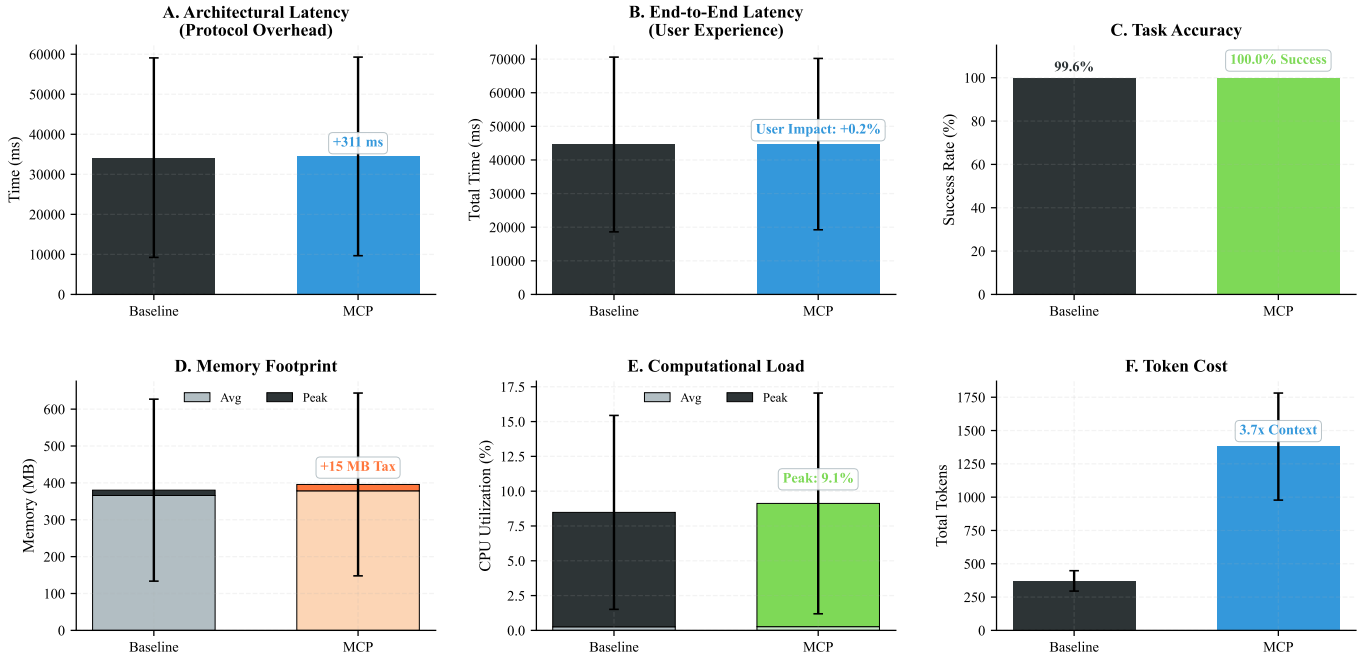 A. Architectural Latency
(Protocol Overhead)
Time (ms)
60000
50000
40000
30000
20000
10000
0
+311 ms
Baseline
MCP
B. End-to-End Latency
(User Experience)
Total Time (ms)
70000
60000
50000
40000
30000
20000
10000
0
User Impact: +0.2%
Baseline
MCP
C. Task Accuracy
Success Rate (%)
100
80
60
40
20
0
99.6%
100.0% Success
Baseline
MCP
D. Memory Footprint
Memory (MB)
600
500
400
300
200
100
0
Avg
Peak
+15 MB Tax
Baseline
MCP
E. Computational Load
CPU Utilization (%)
17.5
15.0
12.5
10.0
7.5
5.0
2.5
0.0
Avg
Peak
Peak: 9.1%
Baseline
MCP
F. Token Cost
Total Tokens
1750
1500
1250
1000
750
500
250
0
3.7x Context
Baseline
MCP